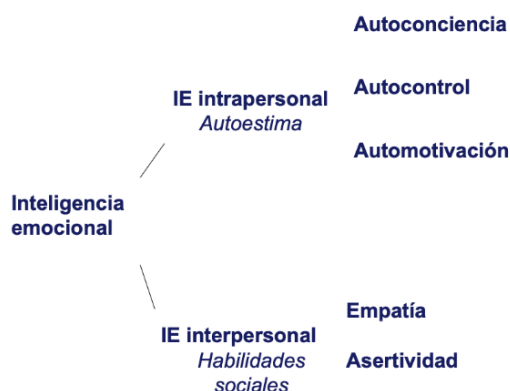 Autoconciencia
IE intrapersonal
Autoestima
Autocontrol
Automotivación
Inteligencia
emocional
IE interpersonal
Habilidades
sociales
Empatía
Asertividad